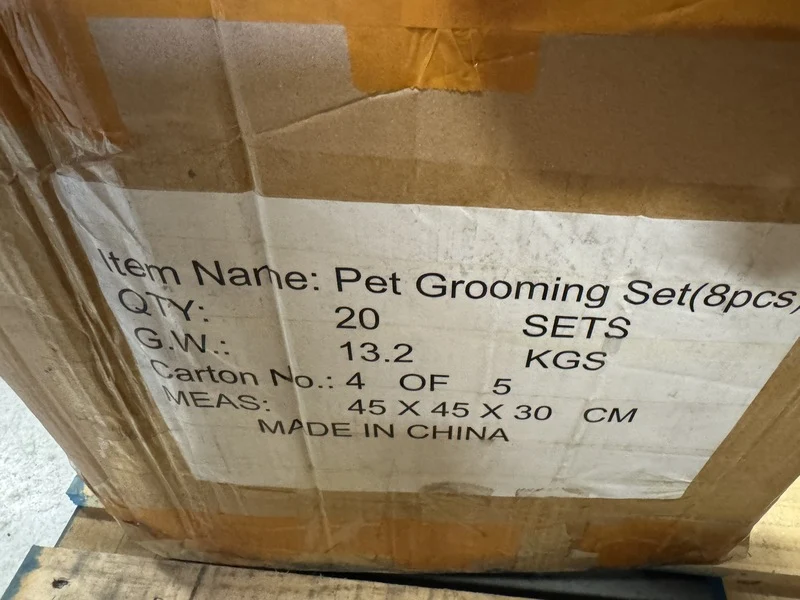 Item Name: Pet Grooming Set(8pcs)
QTY: 20 SETS
G.W.: 13.2 KGS
Carton No.: 4 OF 5
MEAS: 45 X 45 X 30 CM
MADE IN CHINA